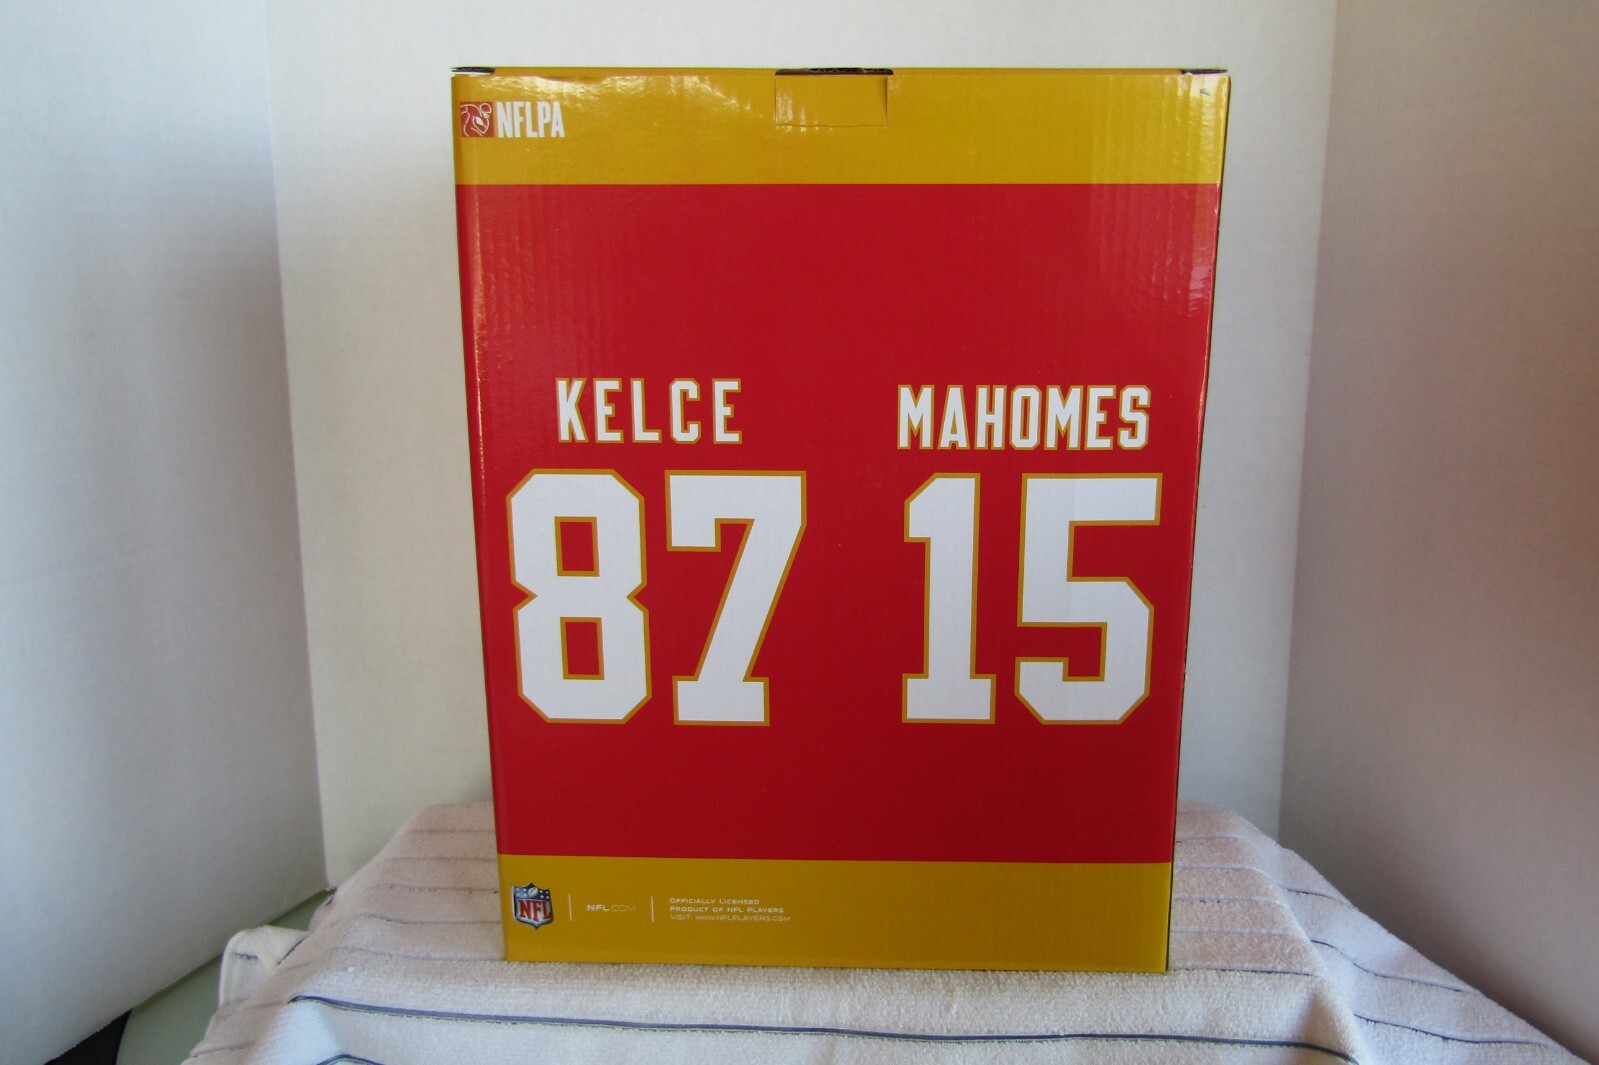 NFLPA
KELCE
MAHOMES
87
15
NFL
NFL.COM
OFFICIALLY LICENSED
PRODUCT OF NFL PLAYERS
VISIT: WWW.NFLPLAYERS.COM